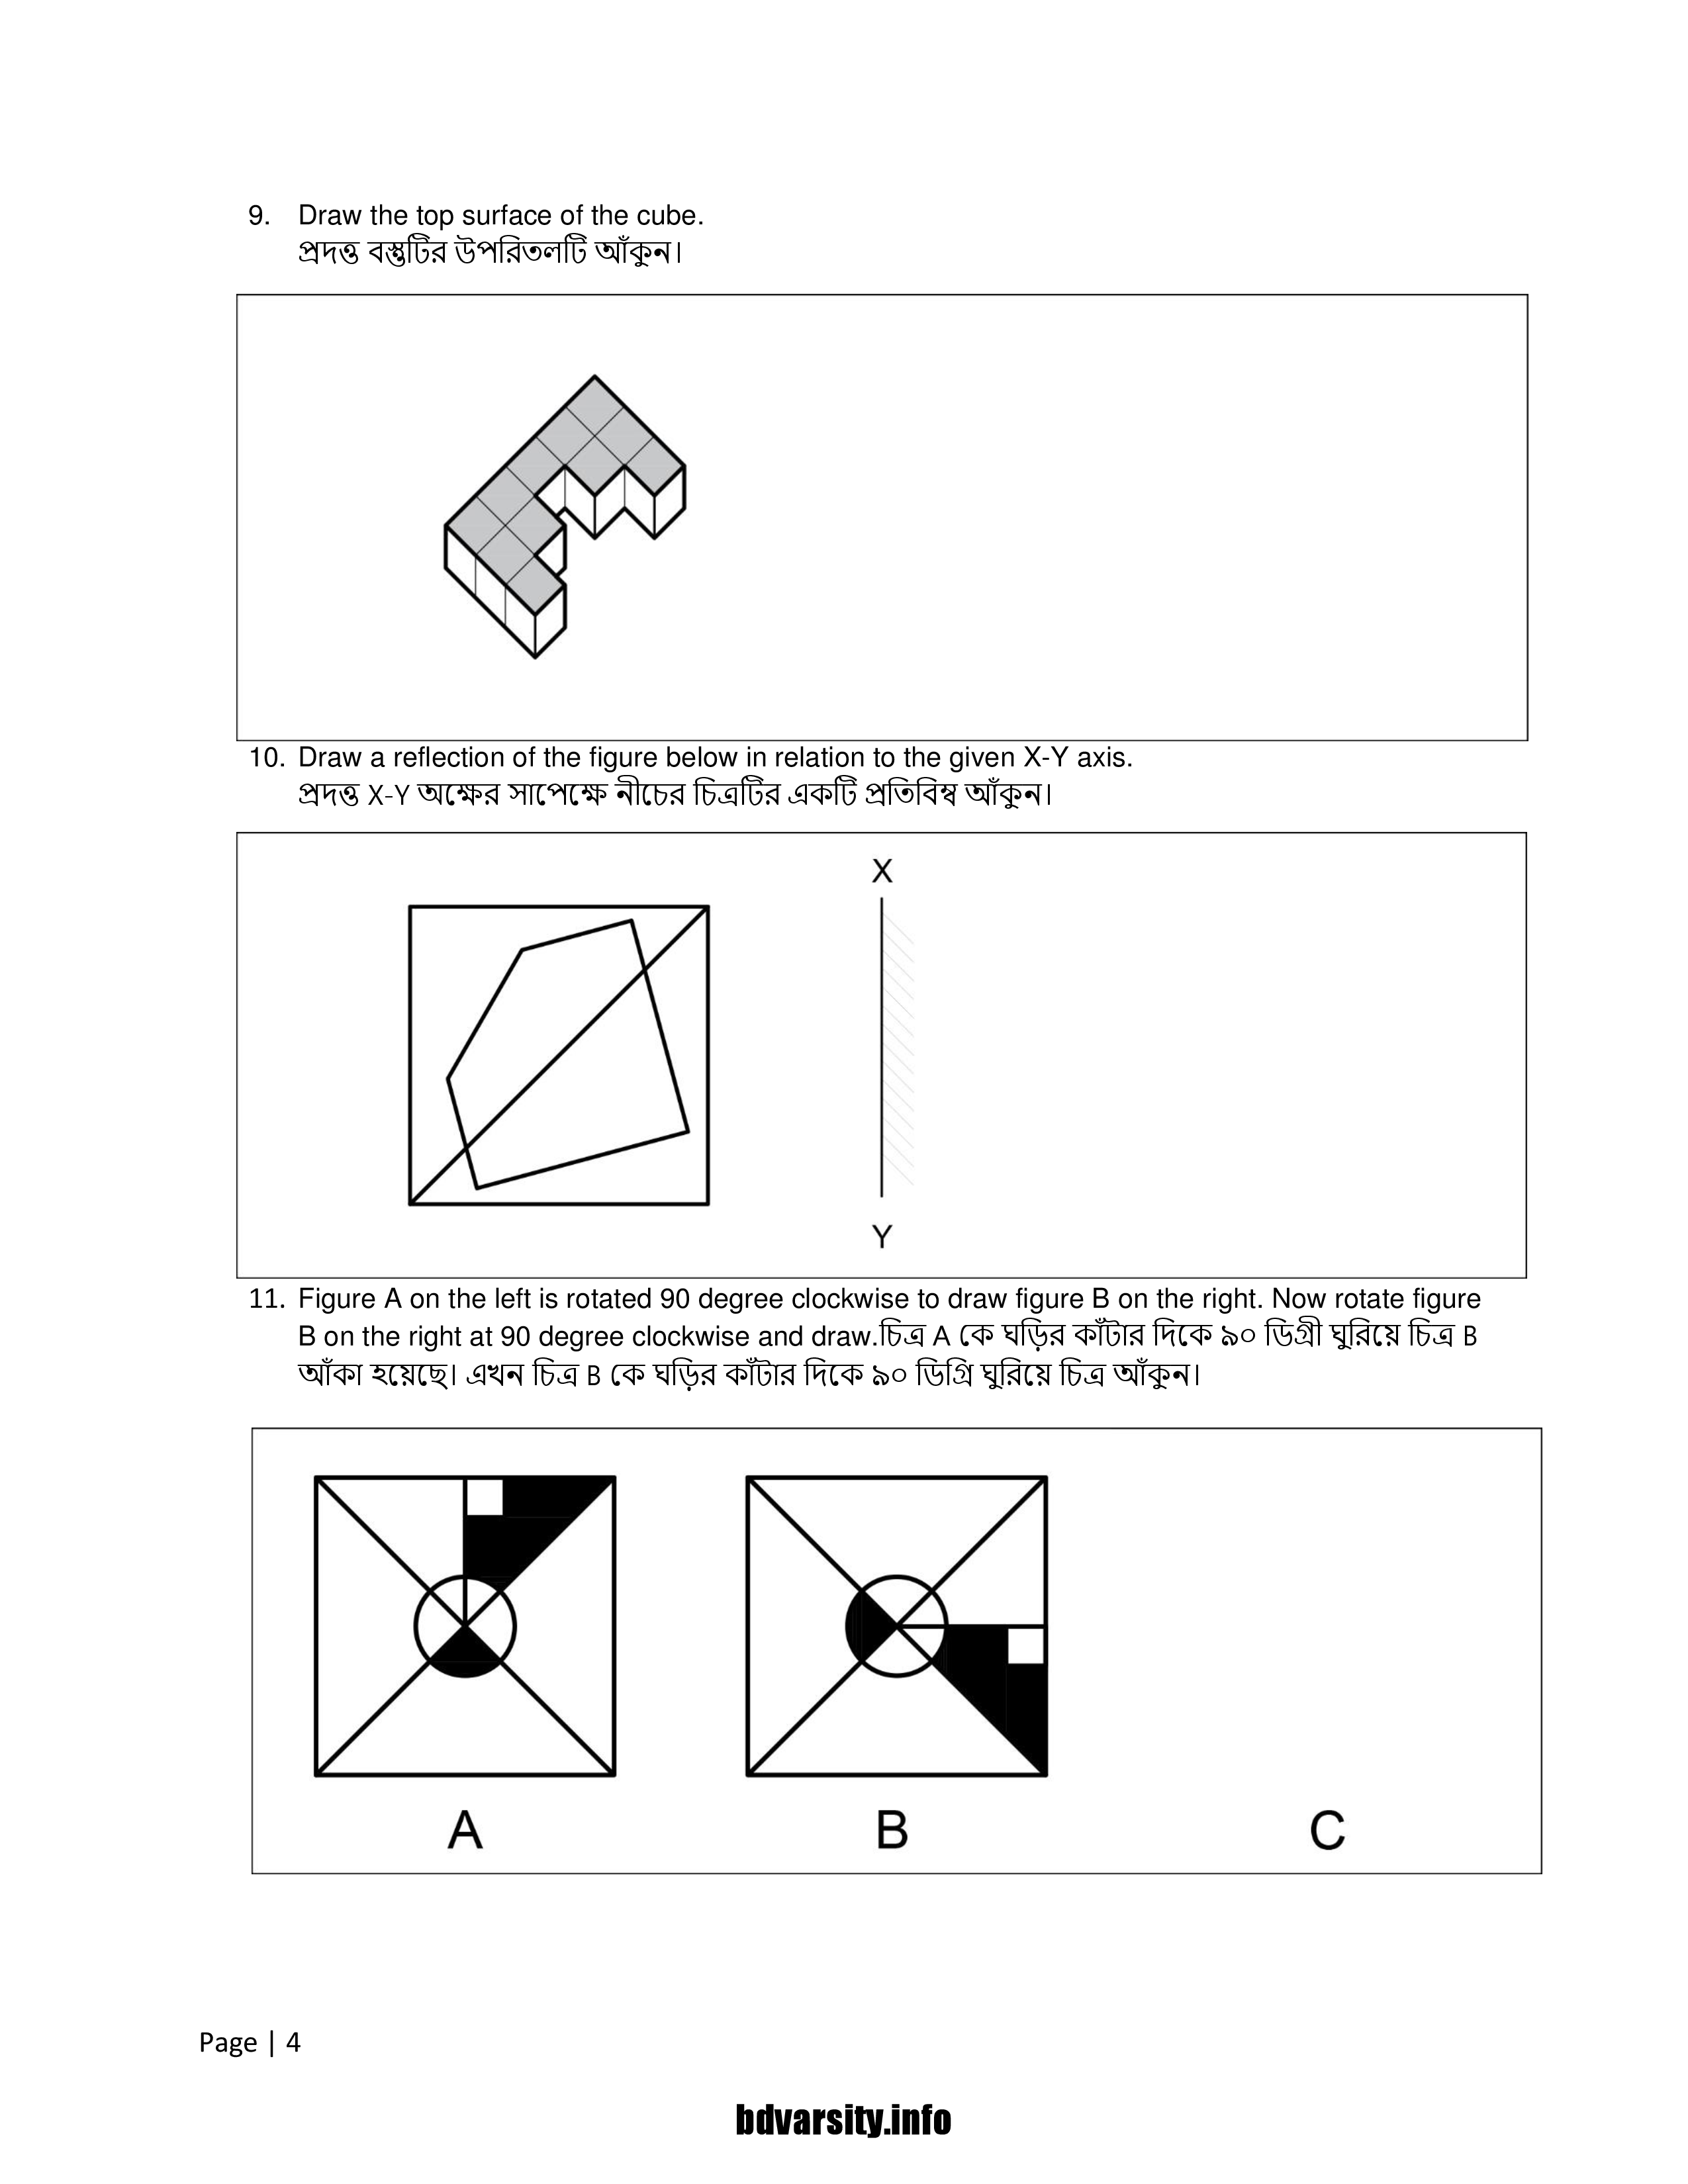 9. Draw the top surface of the cube.
প্রদত্ত বস্তুটির উপরিতলটি আঁকুন।
10. Draw a reflection of the figure below in relation to the given X-Y axis.
প্রদত্ত X-Y অক্ষের সাপেক্ষে নীচের চিত্রটির একটি প্রতিবিম্ব আঁকুন।
X
Y
11. Figure A on the left is rotated 90 degree clockwise to draw figure B on the right. Now rotate figure
B on the right at 90 degree clockwise and draw.চিত্র A কে ঘড়ির কাঁটার দিকে ৯০ ডিগ্রী ঘুরিয়ে চিত্র B
আঁকা হয়েছে। এখন চিত্র B কে ঘড়ির কাঁটার দিকে ৯০ ডিগ্রি ঘুরিয়ে চিত্র আঁকুন।
A B C
Page | 4
bdvarsity.info